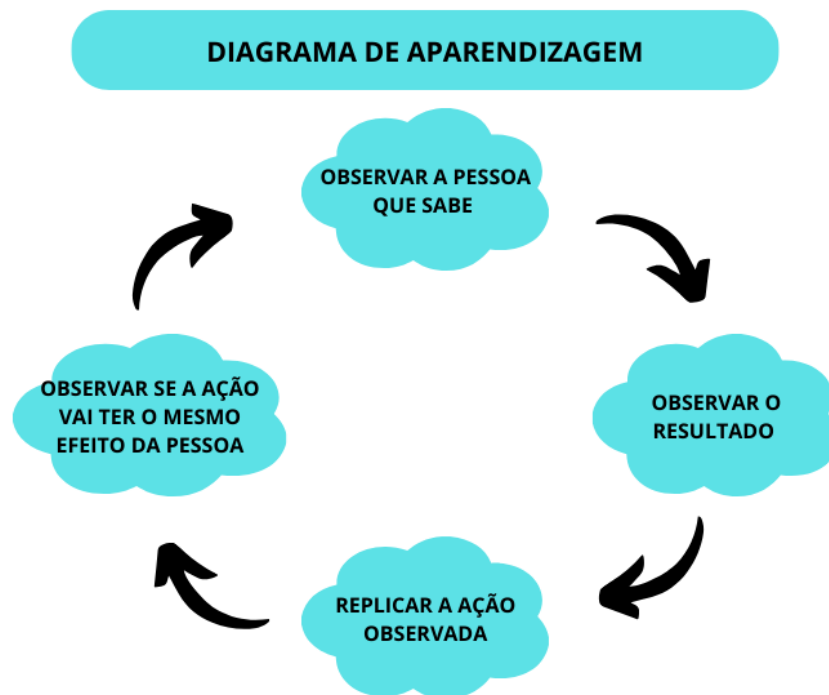 DIAGRAMA DE APARENDIZAGEM
OBSERVAR A PESSOA
QUE SABE
OBSERVAR O
RESULTADO
REPLICAR A AÇÃO
OBSERVADA
OBSERVAR SE A AÇÃO
VAI TER O MESMO
EFEITO DA PESSOA